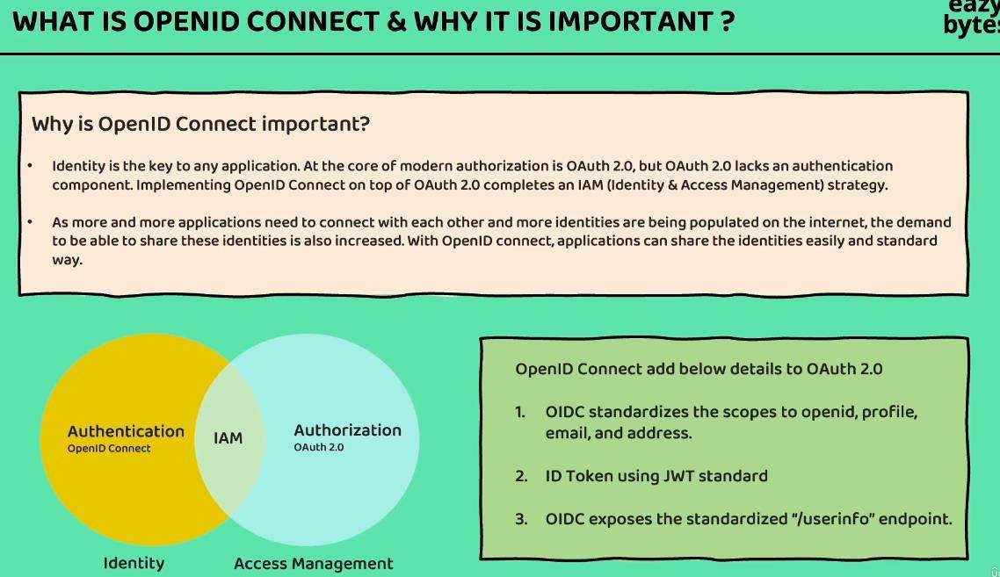 WHAT IS OPENID CONNECT & WHY IT IS IMPORTANT ?
eazy
bytes
Why is OpenID Connect important?
• Identity is the key to any application. At the core of modern authorization is OAuth 2.0, but OAuth 2.0 lacks an authentication
component. Implementing OpenID Connect on top of OAuth 2.0 completes an IAM (Identity & Access Management) strategy.
• As more and more applications need to connect with each other and more identities are being populated on the internet, the demand
to be able to share these identities is also increased. With OpenID connect, applications can share the identities easily and standard
way.
Authentication
OpenID Connect
IAM
Authorization
OAuth 2.0
Identity
Access Management
OpenID Connect add below details to OAuth 2.0
1. OIDC standardizes the scopes to openid, profile,
email, and address.
2. ID Token using JWT standard
3. OIDC exposes the standardized “/userinfo” endpoint.